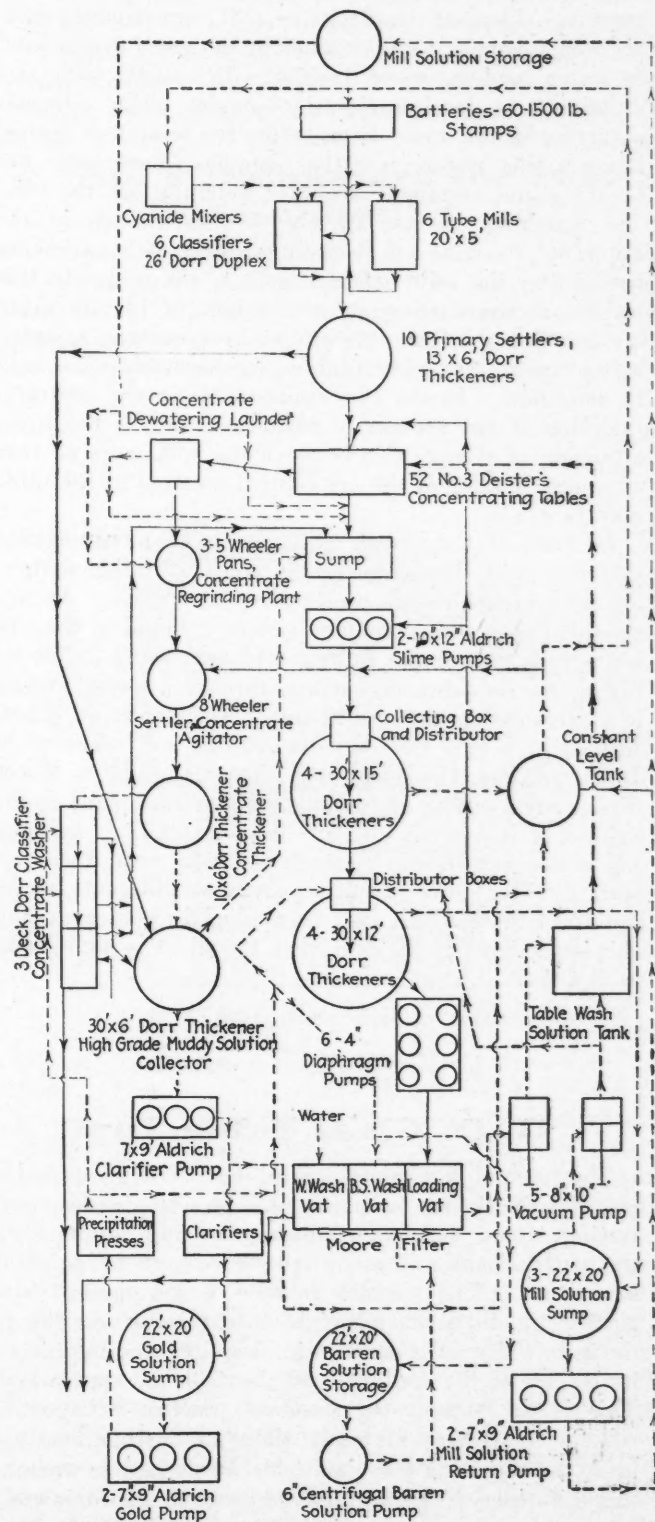 Mill Solution Storage
Batteries-60-1500 lb.
Stamps
Cyanide Mixers
6 Classifiers
26' Dorr Duplex
6 Tube Mills
20' x 5'
10 Primary Settlers,
13' x 6' Dorr
Thickeners
Concentrate
Dewatering Launder
52 No.3 Deister's
Concentrating Tables
3-5 Wheeler
Pans,
Concentrate
Regrinding Plant
Sump
2-10"x12" Aldrich
Slime Pumps
8' Wheeler
Settler, Concentrate
Agitator
Collecting Box
and Distributor
Constant
Level
Tank
4-30'x15'
Dorr
Thickeners
10x6 Dorr Thickener
Concentrate
Thickener
3 Deck Dorr Classifier
Concentrate Washer
Distributor Boxes
4-30'x12'
Dorr
Thickeners
Table Wash
Solution Tank
30'x6' Dorr Thickener
High Grade Muddy Solution
Collector
6-4"
Diaphragm
Pumps
Water
7x9' Aldrich
Clarifier Pump
W.Wash
Vat
B.S.Wash
Vat
Loading
Vat
5-8"x10"
Vacuum Pump
Precipitation
Presses
Clarifiers
Moore Filter
3-22'x20'
Mill Solution
Sump
22'x20'
Gold
Solution
Sump
22'x20'
Barren
Solution
Storage
2-7"x9" Aldrich
Gold Pump
6" Centrifugal Barren
Solution Pump
2-7"x9" Aldrich
Mill Solution
Return Pump